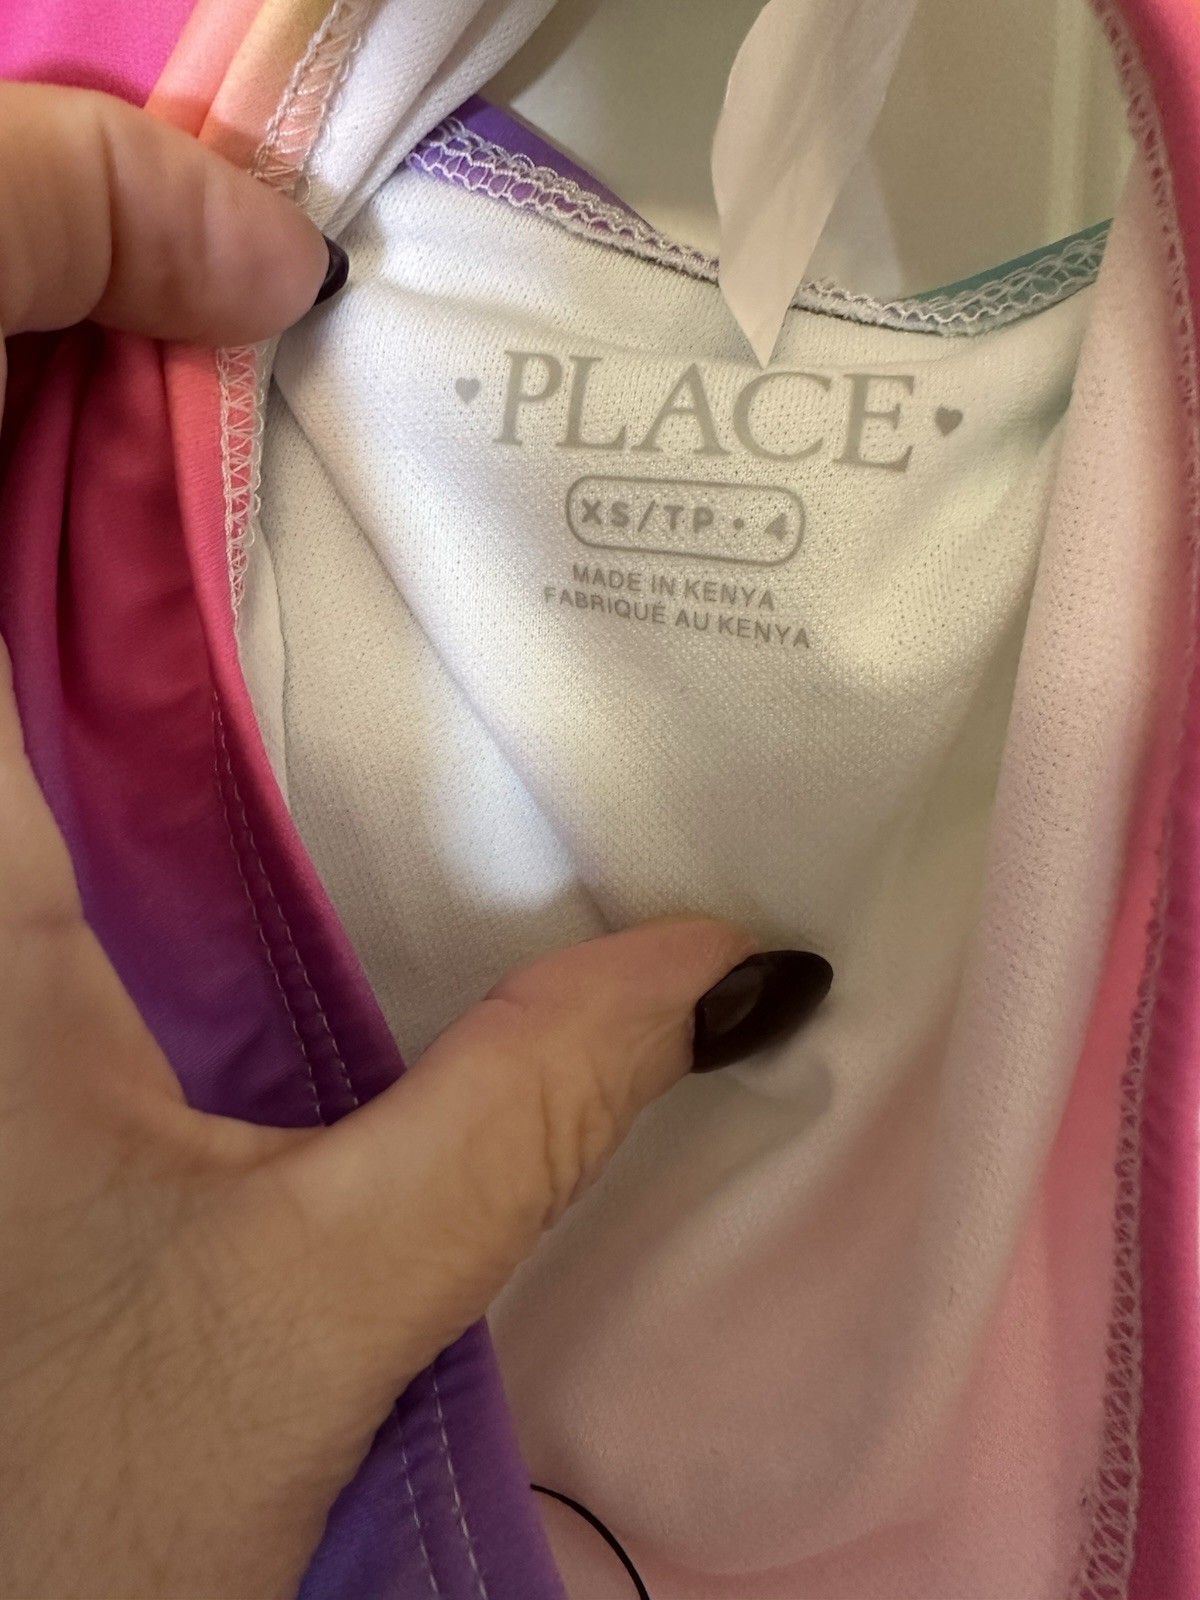 PLACE
XS/TP • 4
MADE IN KENYA
FABRIQUÉ AU KENYA